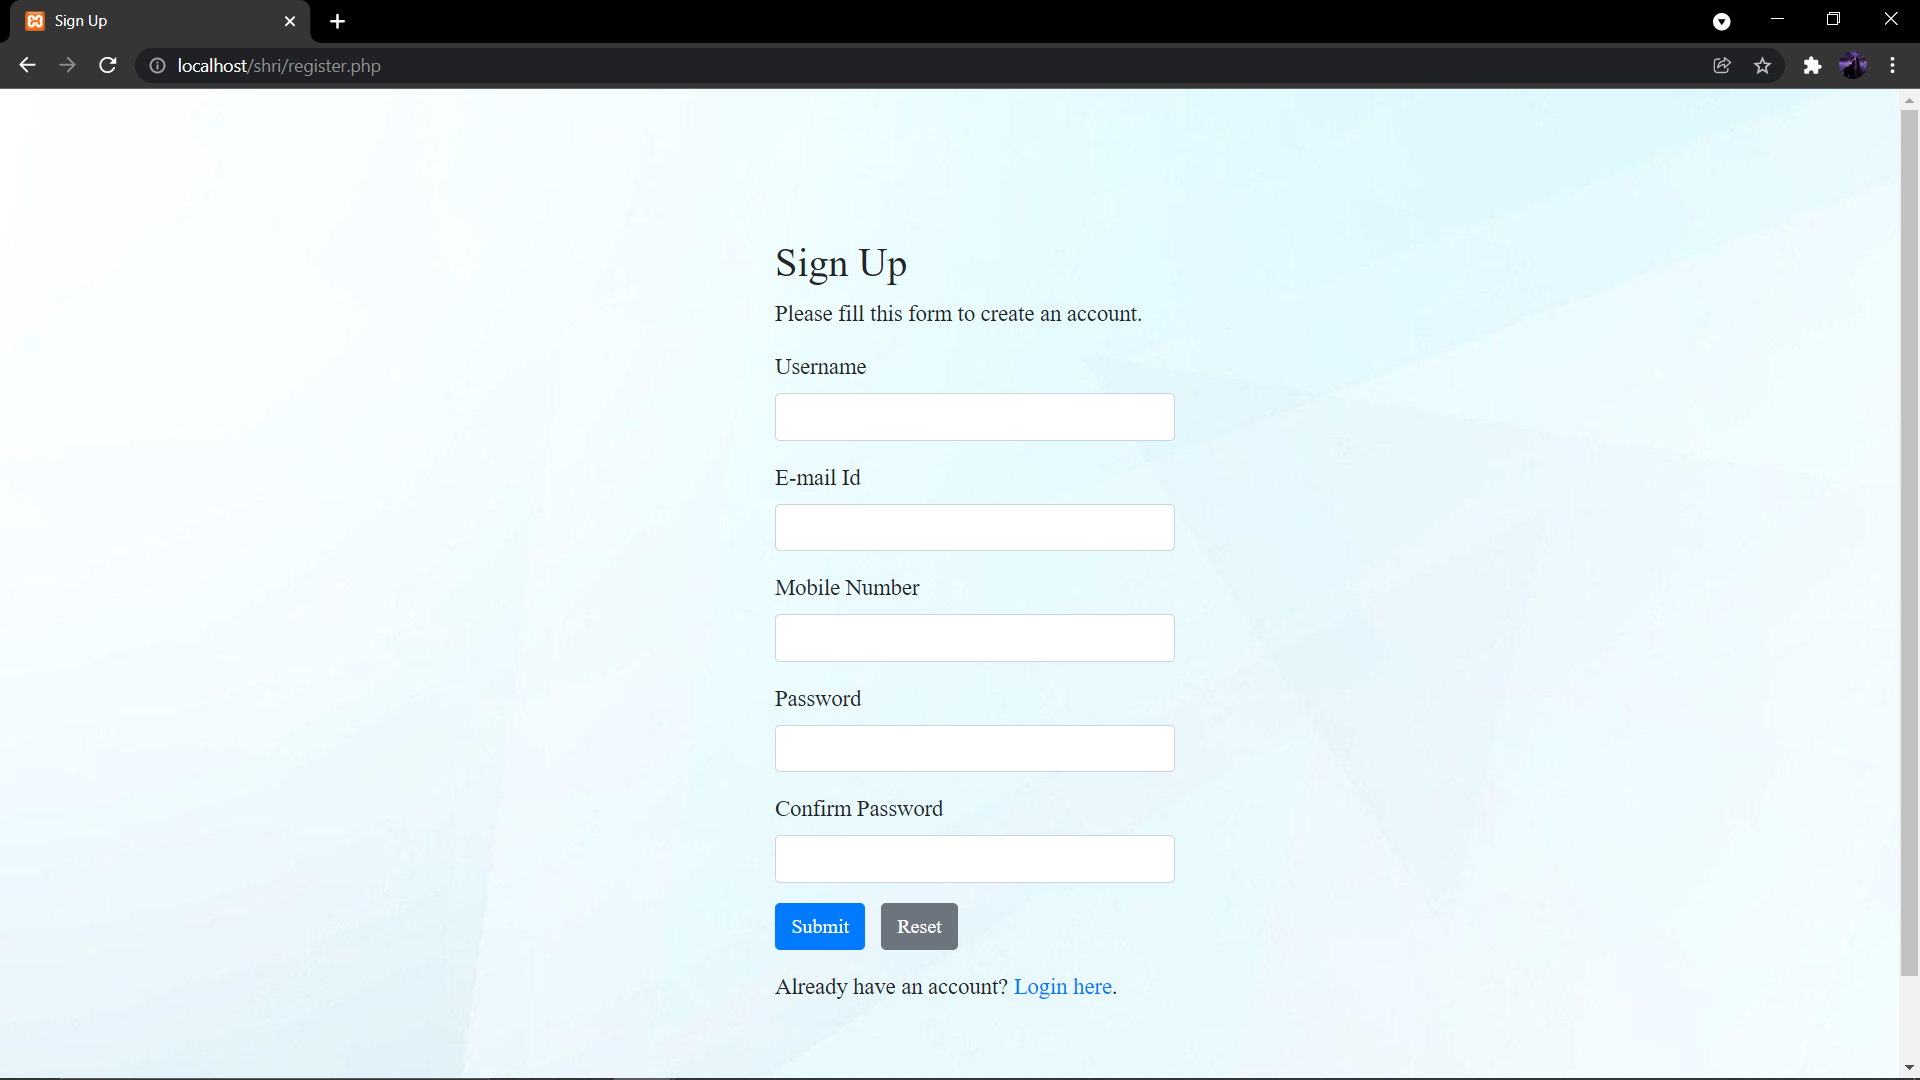 Sign Up
localhost/shri/register.php
Sign Up
Please fill this form to create an account.
Username
E-mail Id
Mobile Number
Password
Confirm Password
Submit Reset
Already have an account? Login here.